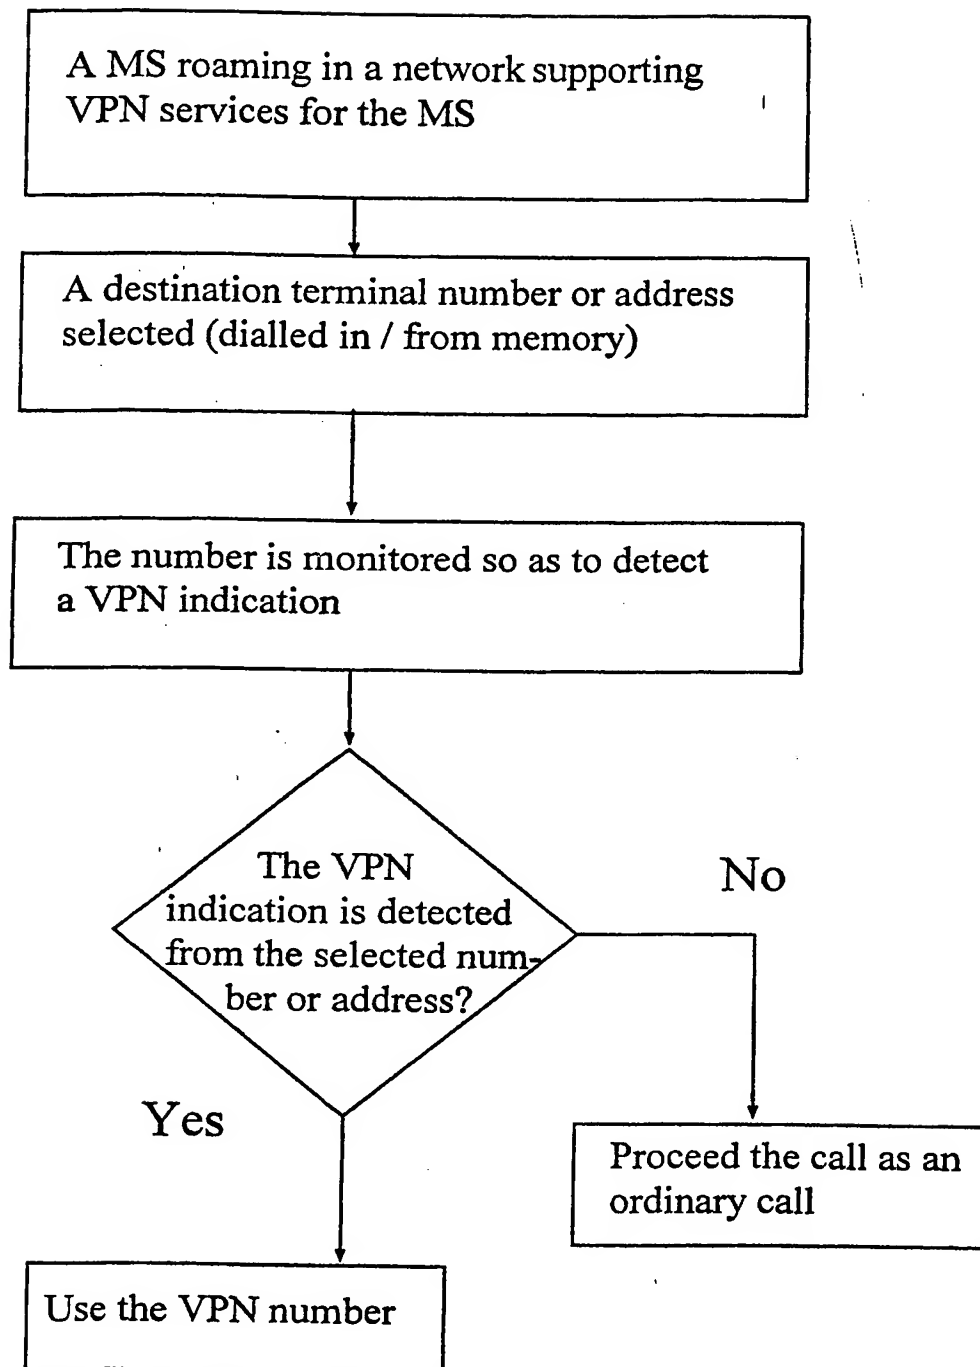 A MS roaming in a network supporting
VPN services for the MS
A destination terminal number or address
selected (dialled in / from memory)
The number is monitored so as to detect
a VPN indication
The VPN
indication is detected
from the selected num-
ber or address?
No
Yes
Proceed the call as an
ordinary call
Use the VPN number